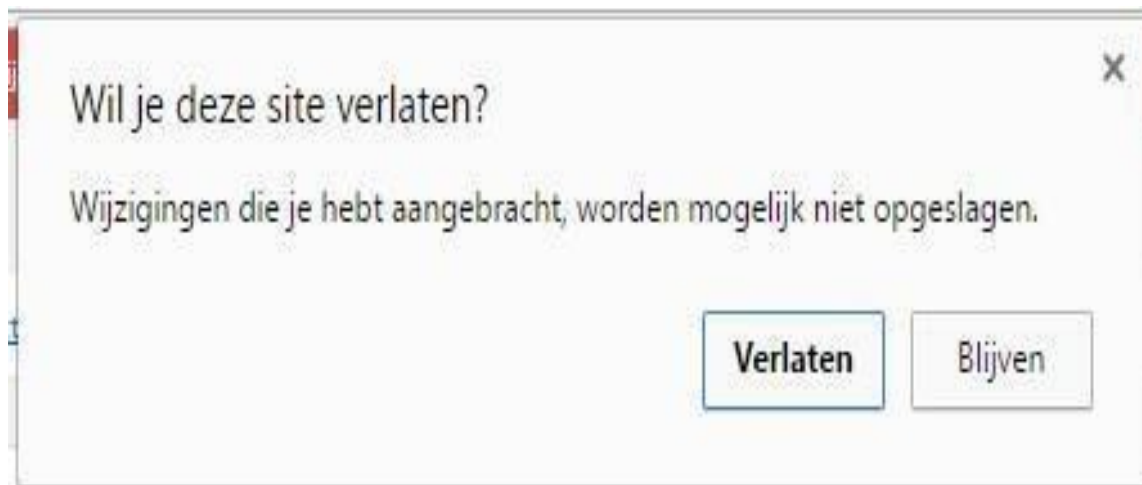 Wil je deze site verlaten?
Wijzigingen die je hebt aangebracht, worden mogelijk niet opgeslagen.
Verlaten
Blijven